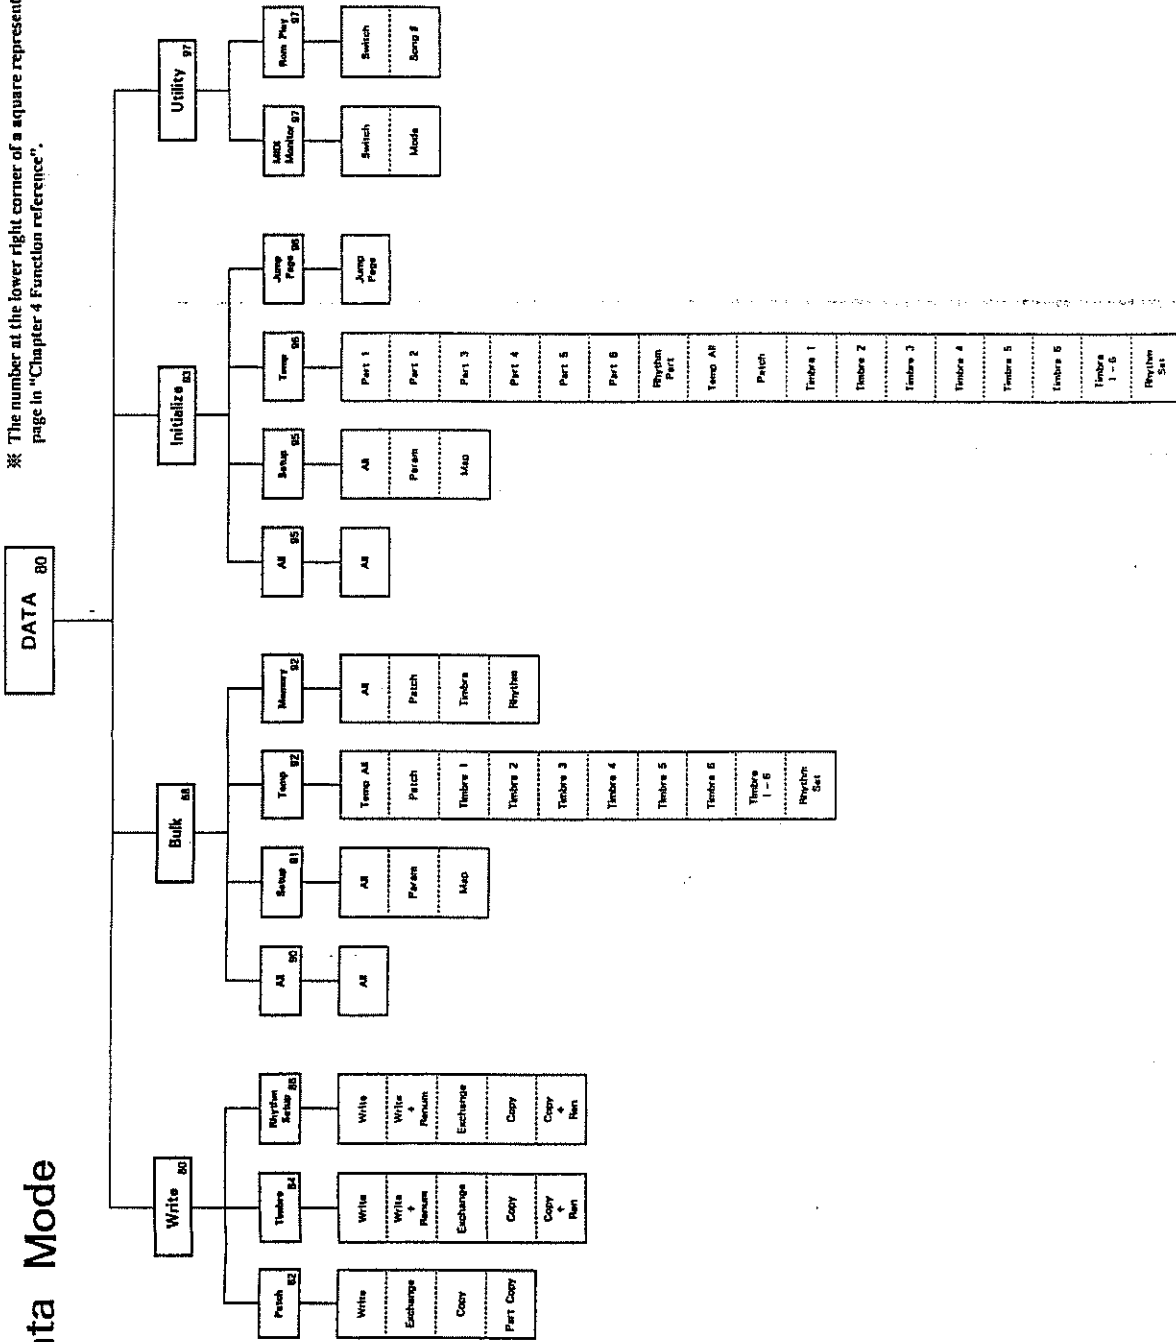 ata Mode
※ The number at the lower right corner of a square represent
page in "Chapter 4 Function reference".
DATA 80
Write 80
Bulk 88
Initialize 93
Utility 97
Patch 82
Timbre 84
Rhythm
Setup 86
All 90
Setup 91
Temp 92
Memory 92
All 95
Setup 95
Temp 96
Jump
Page 96
MIDI
Monitor 97
Rom Play 97
Write
Exchange
Copy
Part Copy
Write
Write
+
Renum
Exchange
Copy
Copy
+
Ren
Write
Write
+
Renum
Exchange
Copy
Copy
+
Ren
All
All
Param
Map
Temp All
Patch
Timbre 1
Timbre 2
Timbre 3
Timbre 4
Timbre 5
Timbre 6
Timbre
1 - 6
Rhythm
Set
All
Patch
Timbre
Rhythm
All
All
Param
Map
Part 1
Part 2
Part 3
Part 4
Part 5
Part 6
Rhythm
Part
Temp All
Patch
Timbre 1
Timbre 2
Timbre 3
Timbre 4
Timbre 5
Timbre 6
Timbre
1 - 6
Rhythm
Set
Jump
Page
Switch
Mode
Switch
Song #